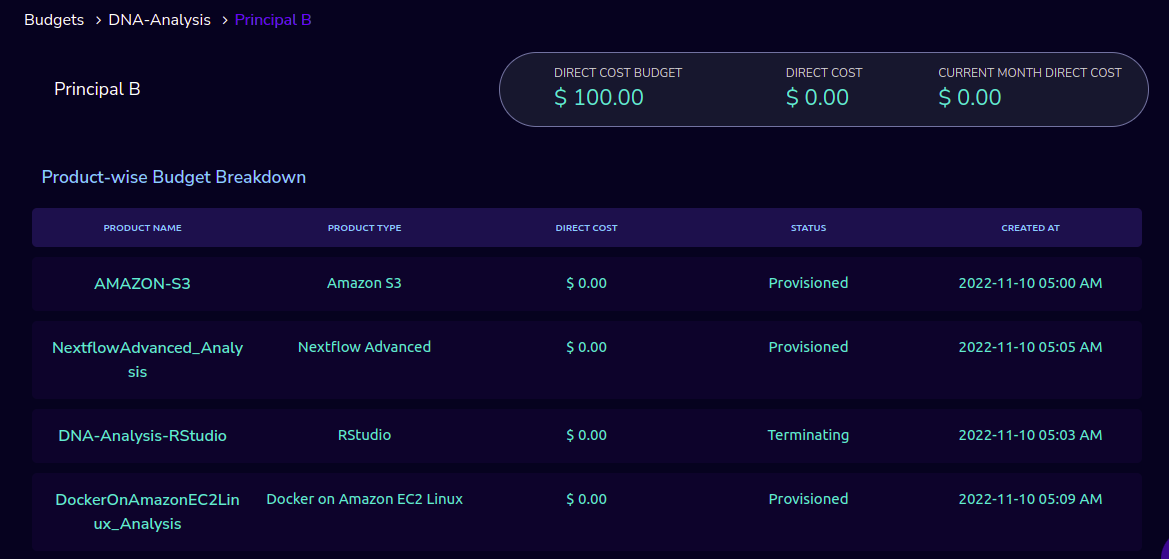 Budgets > DNA-Analysis > Principal B
Principal B
DIRECT COST BUDGET DIRECT COST CURRENT MONTH DIRECT COST
$ 100.00 $ 0.00 $ 0.00
Product-wise Budget Breakdown
PRODUCT NAME PRODUCT TYPE DIRECT COST STATUS CREATED AT
AMAZON-S3 Amazon S3 $ 0.00 Provisioned 2022-11-10 05:00 AM
NextflowAdvanced_Analy Nextflow Advanced $ 0.00 Provisioned 2022-11-10 05:05 AM
sis
DNA-Analysis-RStudio RStudio $ 0.00 Terminating 2022-11-10 05:03 AM
DockerOnAmazonEC2Lin Docker on Amazon EC2 Linux $ 0.00 Provisioned 2022-11-10 05:09 AM
ux_Analysis